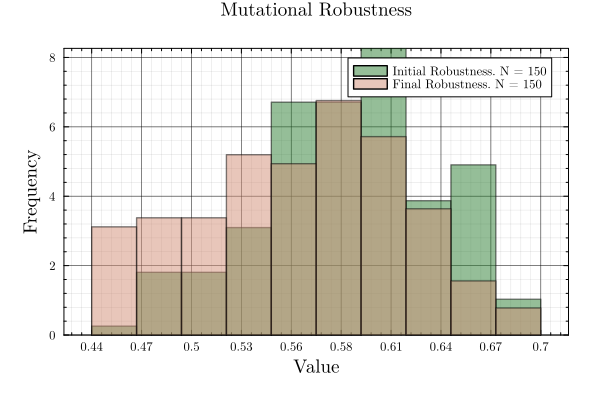 Mutational Robustness
Initial Robustness. N = 150
Final Robustness. N = 150
Frequency
8
6
4
2
0
0.44 0.47 0.5 0.53 0.56 0.58 0.61 0.64 0.67 0.7
Value